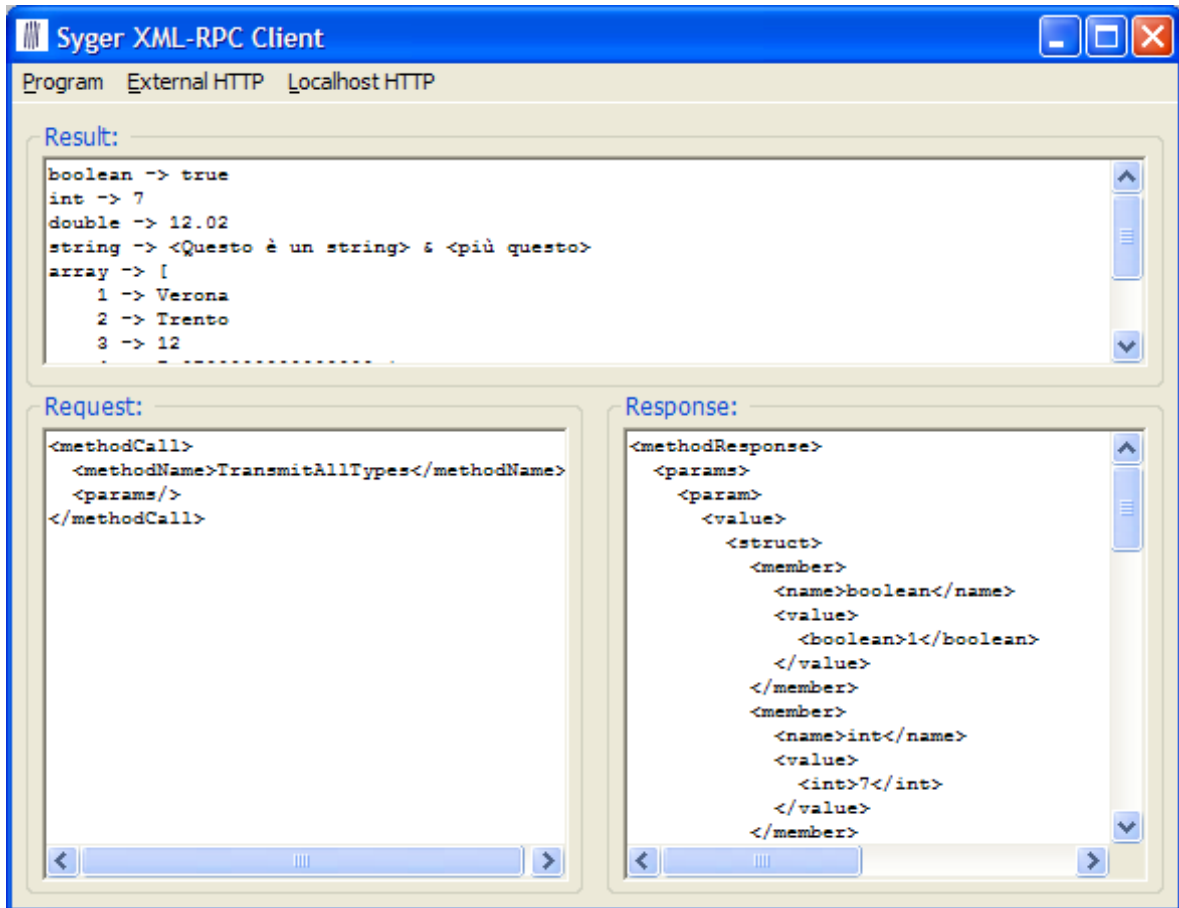 Syger XML-RPC Client
Program External HTTP Localhost HTTP
Result:
boolean -> true
int -> 7
double -> 12.02
string -> <Questo è un string> & <più questo>
array -> [
    1 -> Verona
    2 -> Trento
    3 -> 12
Request:
<methodCall>
  <methodName>TransmitAllTypes</methodName>
  <params/>
</methodCall>
Response:
<methodResponse>
  <params>
    <param>
      <value>
        <struct>
          <member>
            <name>boolean</name>
            <value>
              <boolean>1</boolean>
            </value>
          </member>
          <member>
            <name>int</name>
            <value>
              <int>7</int>
            </value>
          </member>